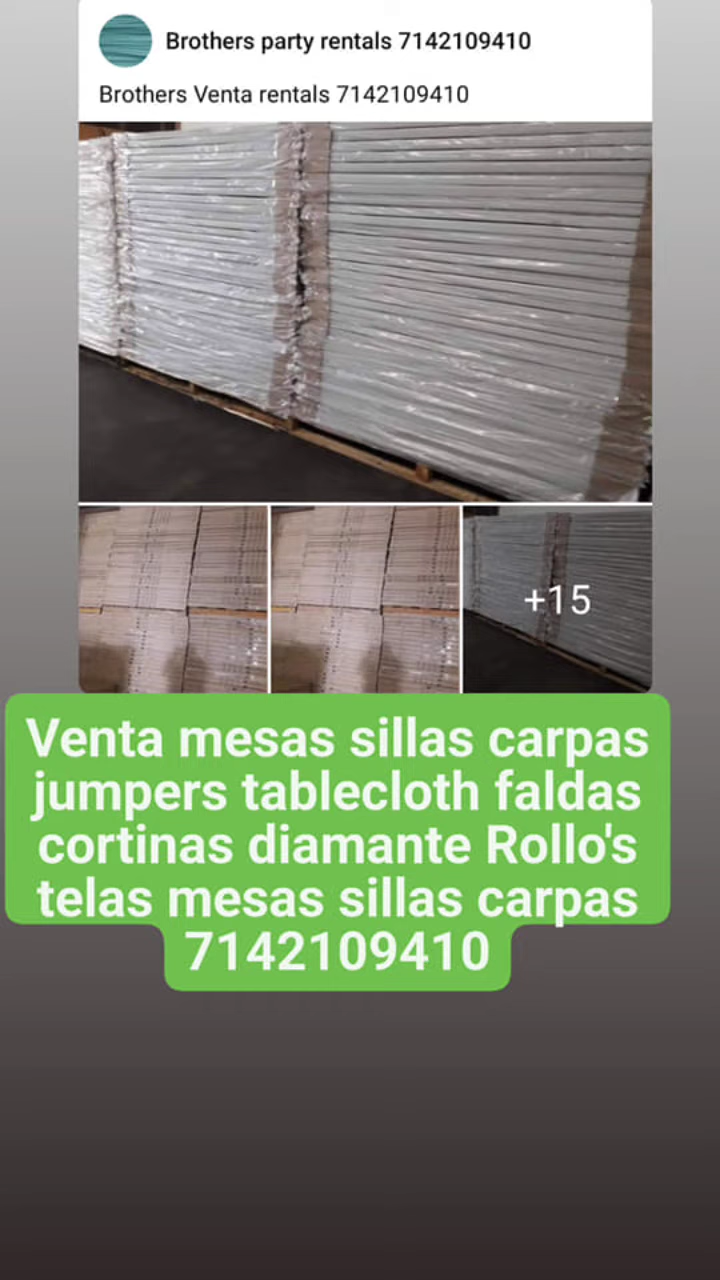 Brothers party rentals 7142109410
Brothers Venta rentals 7142109410
+15
Venta mesas sillas carpas
jumpers tablecloth faldas
cortinas diamante Rollo's
telas mesas sillas carpas
7142109410